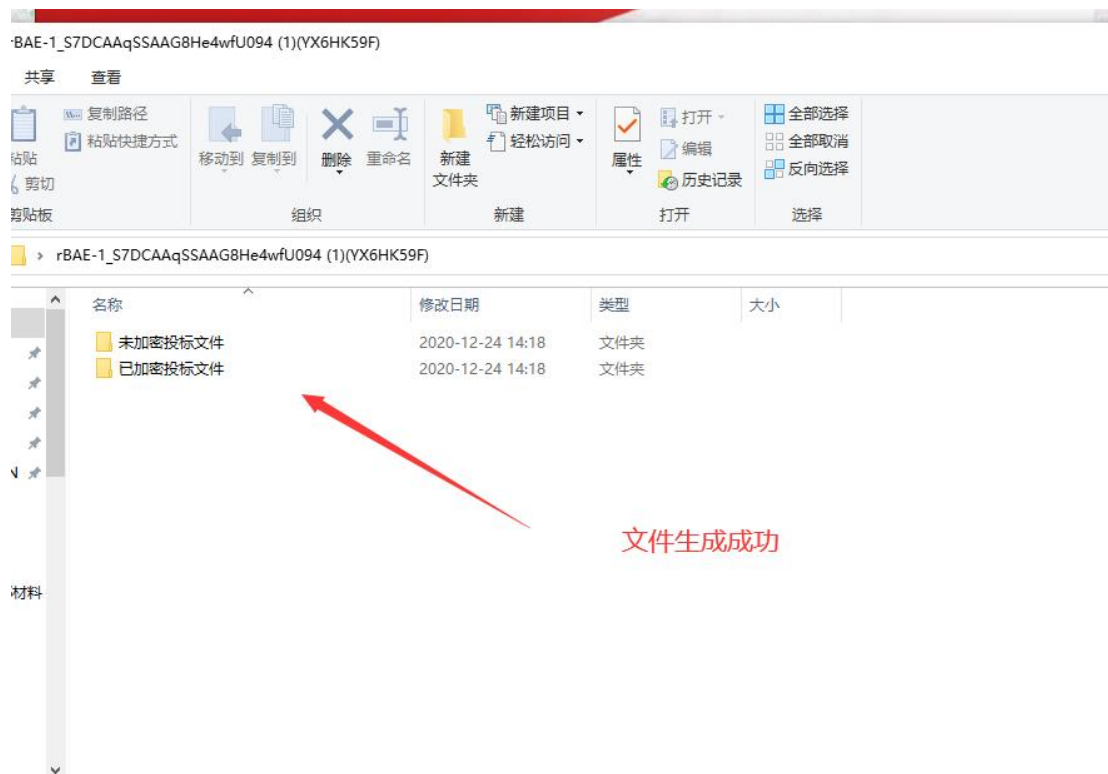 rBAE-1_S7DCAAqSSAAG8He4wfU094 (1)(YX6HK59F)
共享 查看
复制路径
粘贴快捷方式
粘贴
剪切
剪贴板
移动到 复制到 删除 重命名
组织
新建
文件夹
新建项目
轻松访问
新建
属性
打开
编辑
历史记录
打开
全部选择
全部取消
反向选择
选择
rBAE-1_S7DCAAqSSAAG8He4wfU094 (1)(YX6HK59F)
名称 修改日期 类型 大小
未加密投标文件 2020-12-24 14:18 文件夹
已加密投标文件 2020-12-24 14:18 文件夹
N
文件生成成功
材料